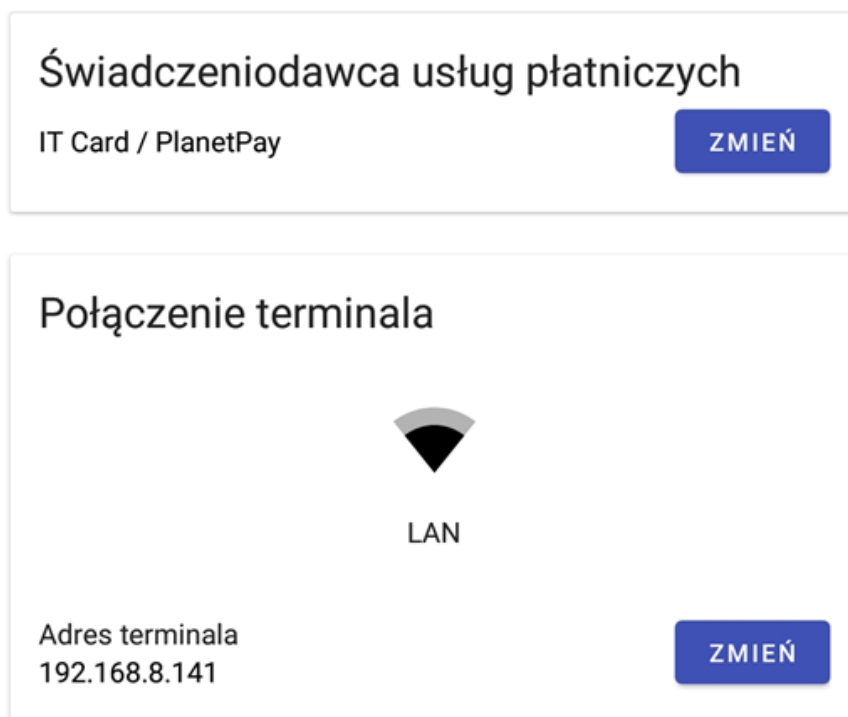 Świadczeniodawca usług płatniczych
IT Card / PlanetPay
ZMIEŃ
Połączenie terminala
LAN
Adres terminala
192.168.8.141
ZMIEŃ